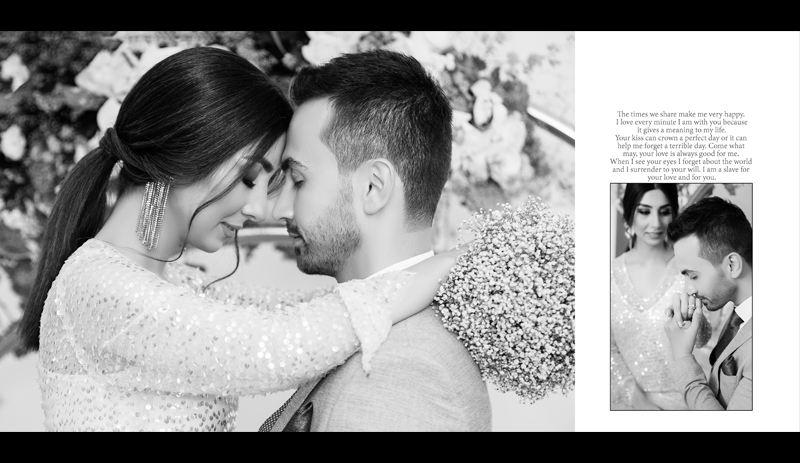 The times we share make me very happy.
I love every minute I am with you because
it gives a meaning to my life.
Your kiss can crown a perfect day or it can
help me forget a terrible day. Come what
may, your love is always good for me.
When I see your eyes I forget about the world
and I surrender to your will. I am a slave for
your love and for you.